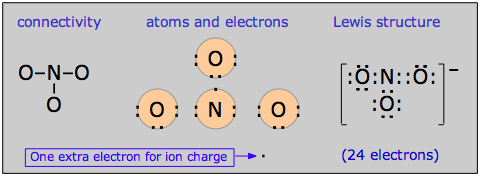 connectivity
atoms and electrons
Lewis structure
O–N–O
O
O
O N O
:Ö:N::Ö:
:Ö:
–
One extra electron for ion charge
(24 electrons)